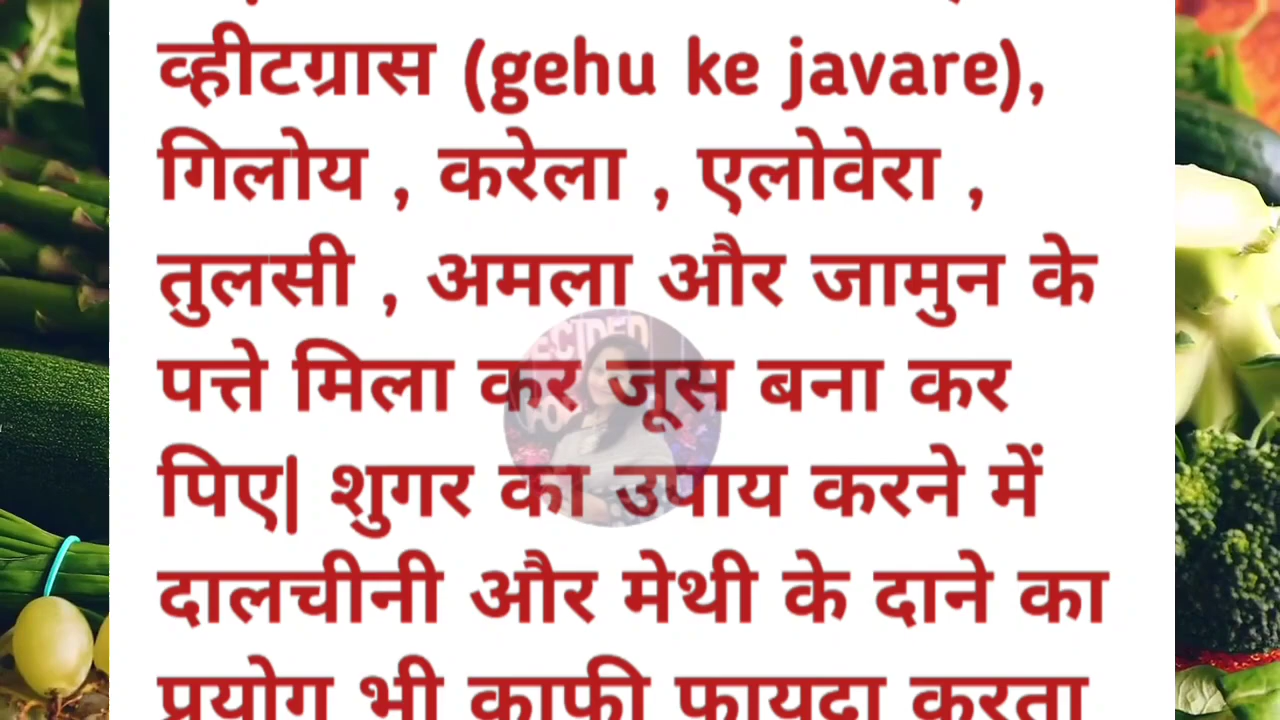 व्हीटग्रास (gehu ke javare),
गिलोय , करेला , एलोवेरा ,
तुलसी , अमला और जामुन के
पत्ते मिला कर जूस बना कर
पिए| शुगर का उपाय करने में
दालचीनी और मेथी के दाने का
प्रयोग भी काफी फायदा करता